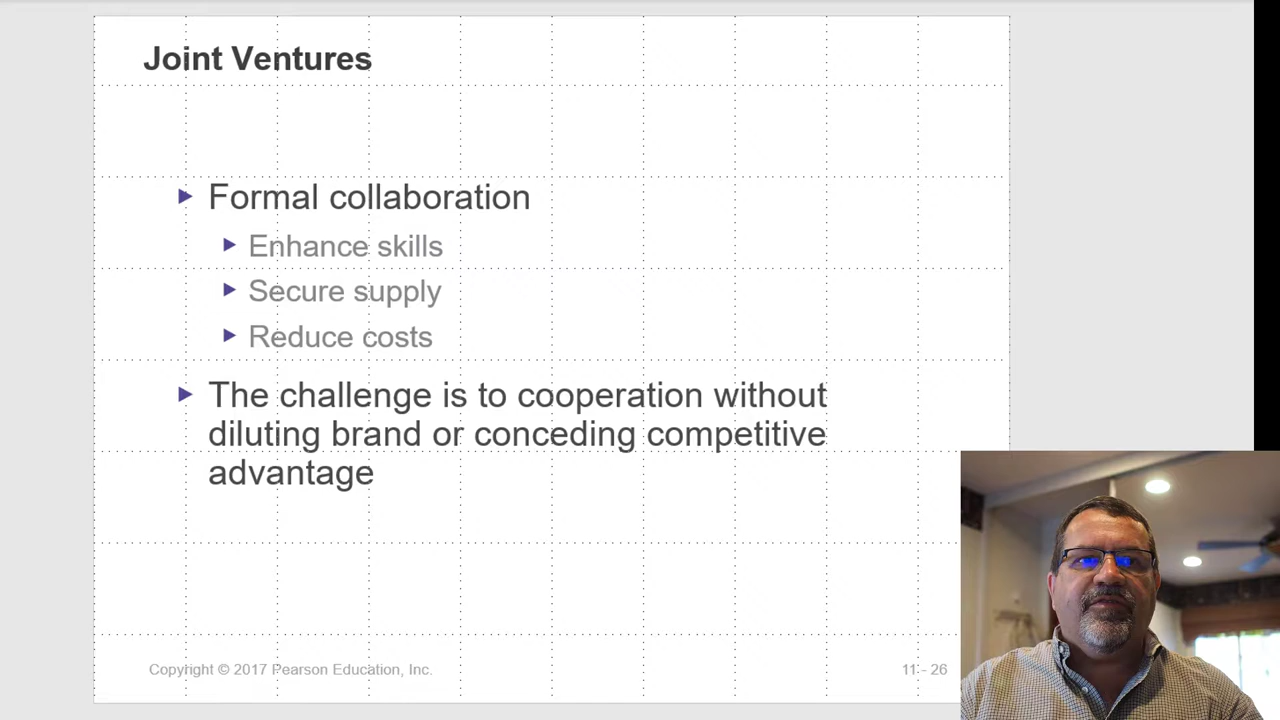 Joint Ventures
Formal collaboration
Enhance skills
Secure supply
Reduce costs
The challenge is to cooperation without
diluting brand or conceding competitive
advantage
Copyright © 2017 Pearson Education, Inc.
11 - 26